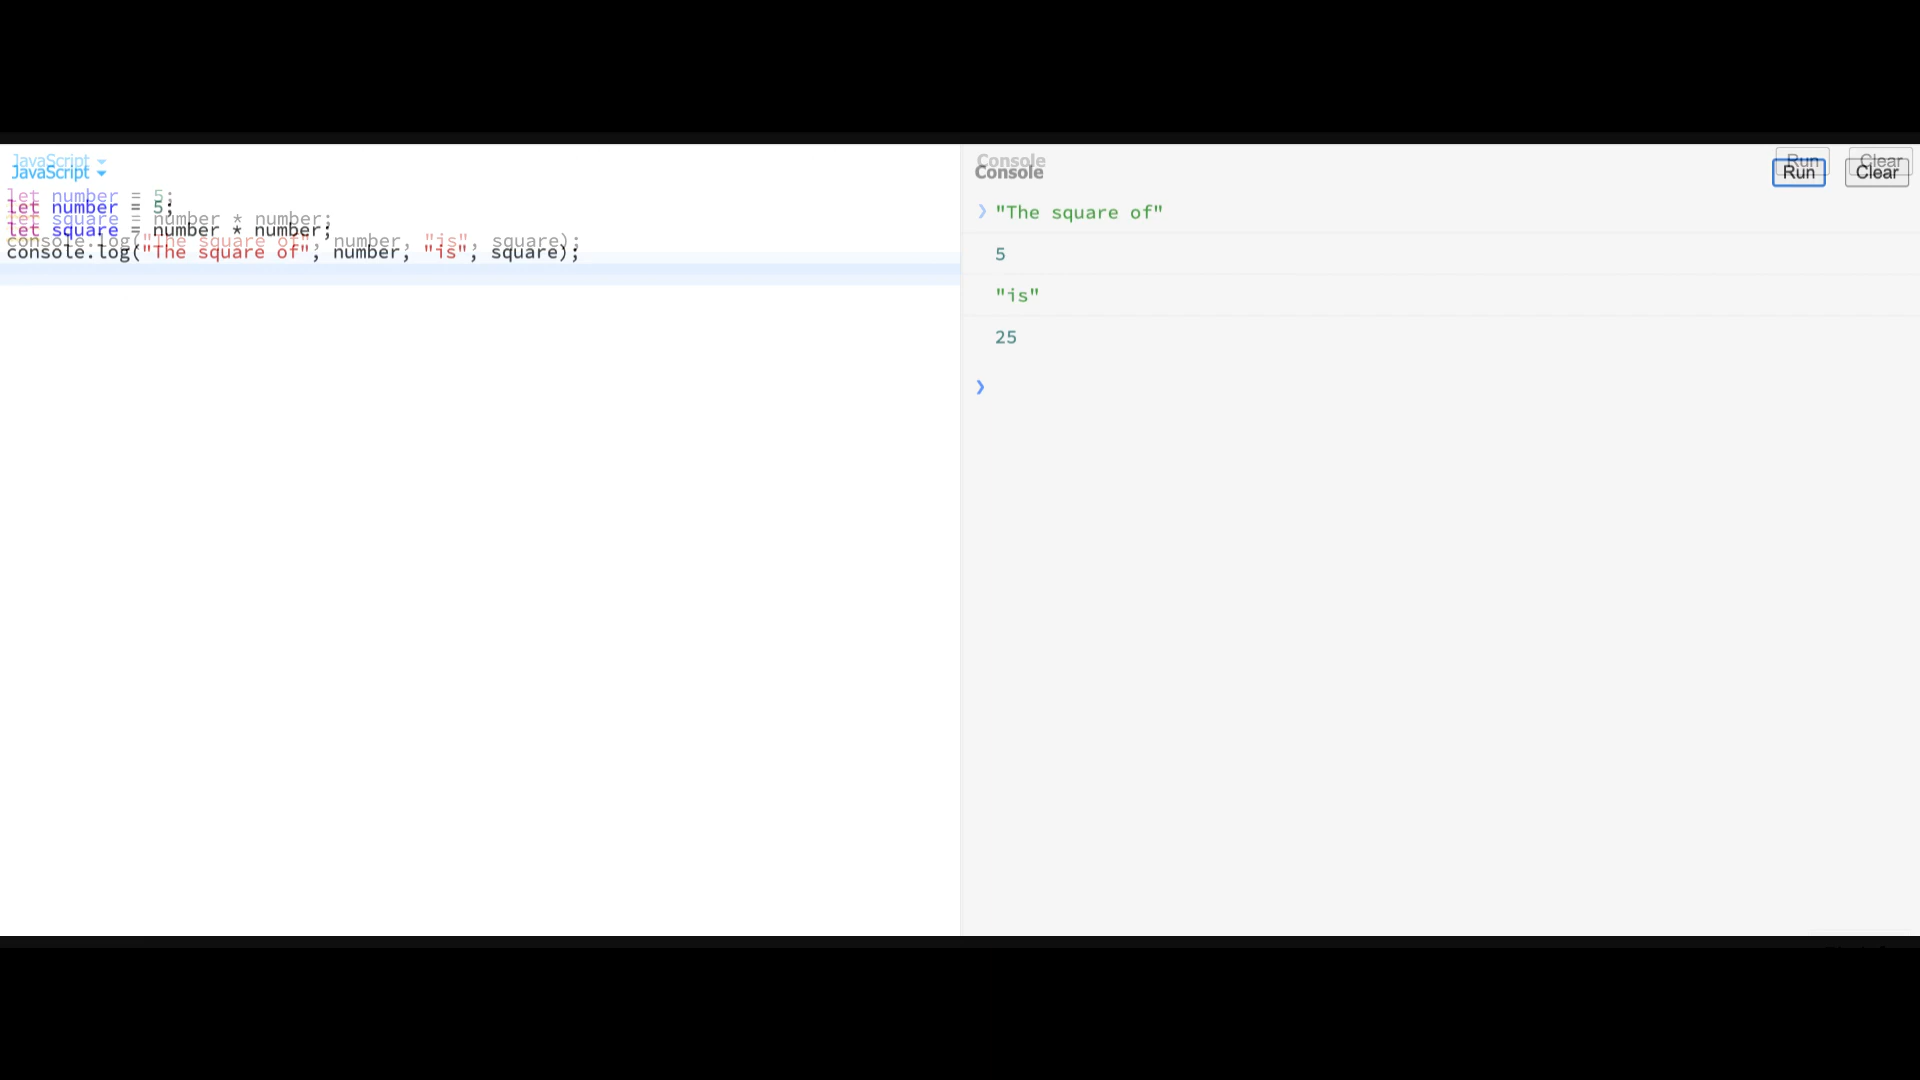 JavaScript
let number = 5;
let square = number * number;
console.log("The square of", number, "is", square);
Console
Run
Clear
"The square of"
5
"is"
25